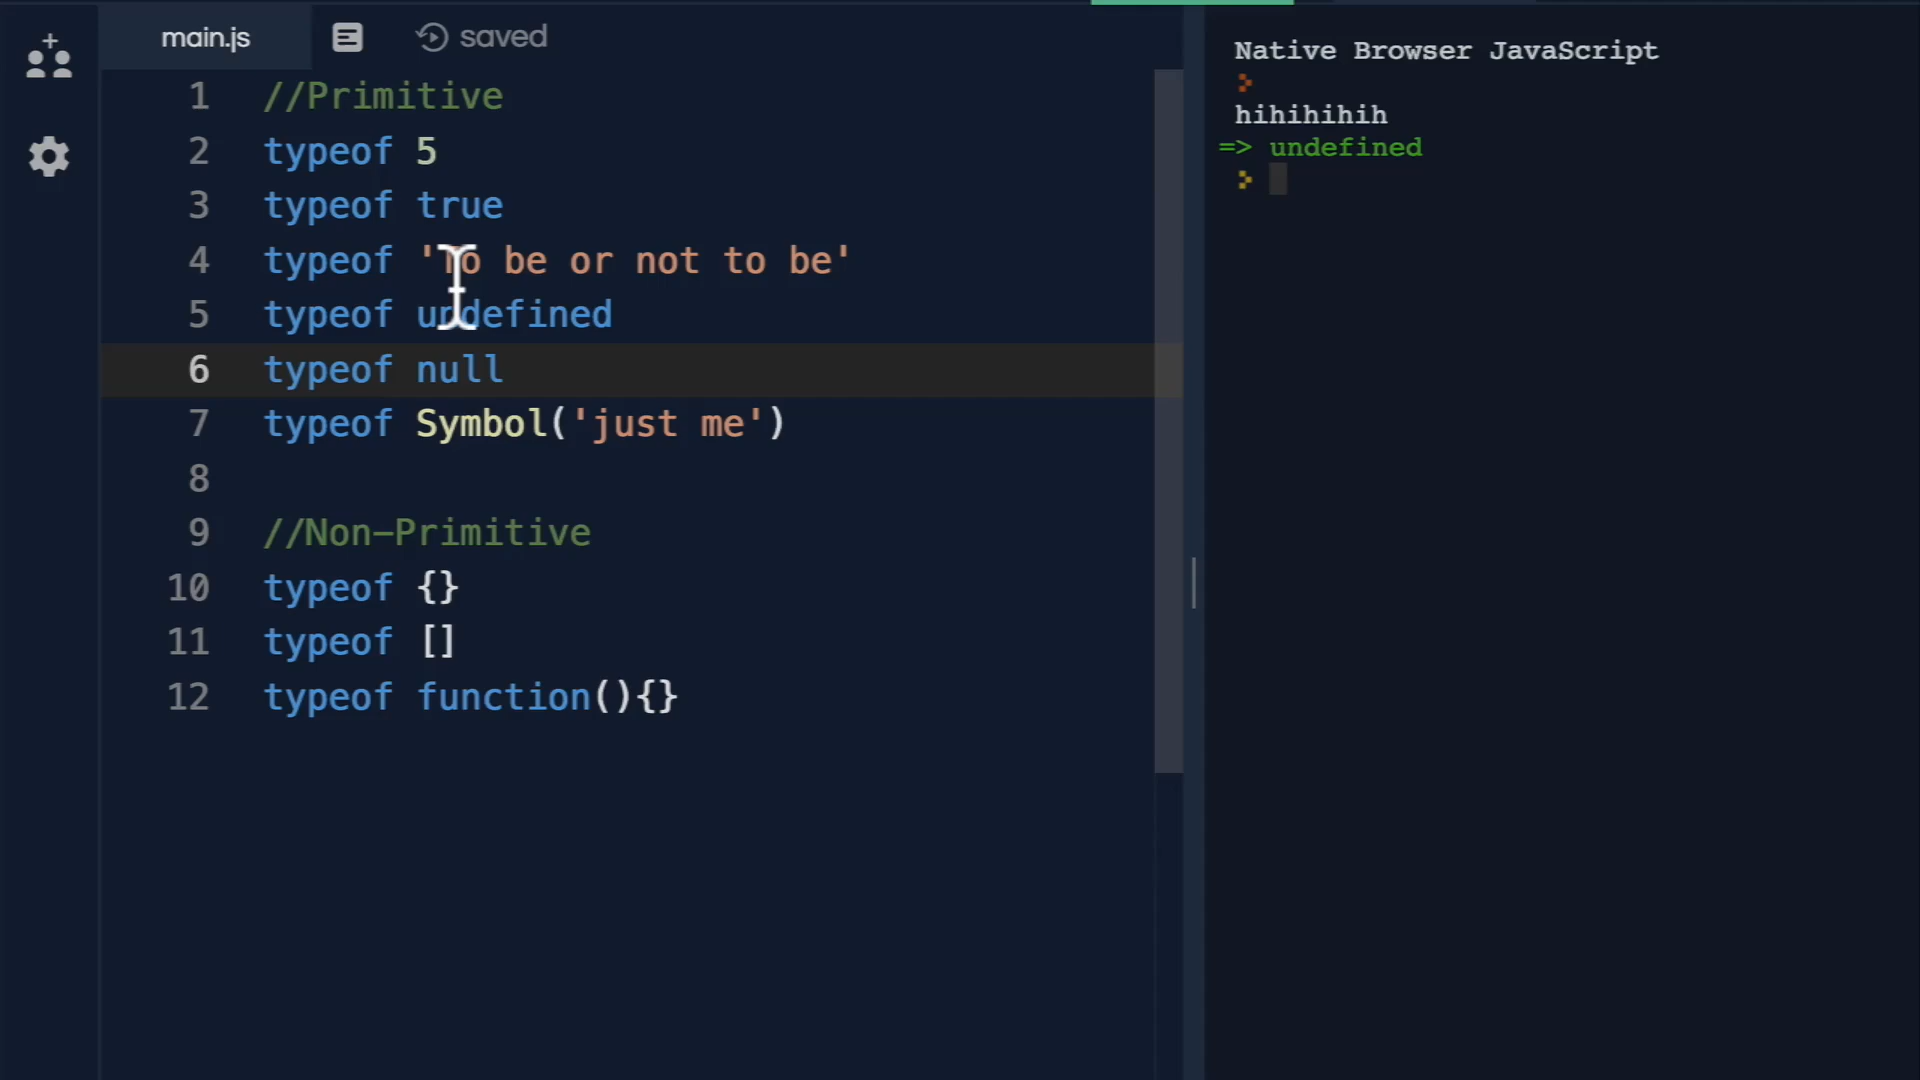 main.js
saved
1 //Primitive
2 typeof 5
3 typeof true
4 typeof 'To be or not to be'
5 typeof undefined
6 typeof null
7 typeof Symbol('just me')
8
9 //Non-Primitive
10 typeof {}
11 typeof []
12 typeof function(){}
Native Browser JavaScript
>
hihihihih
=> undefined
>